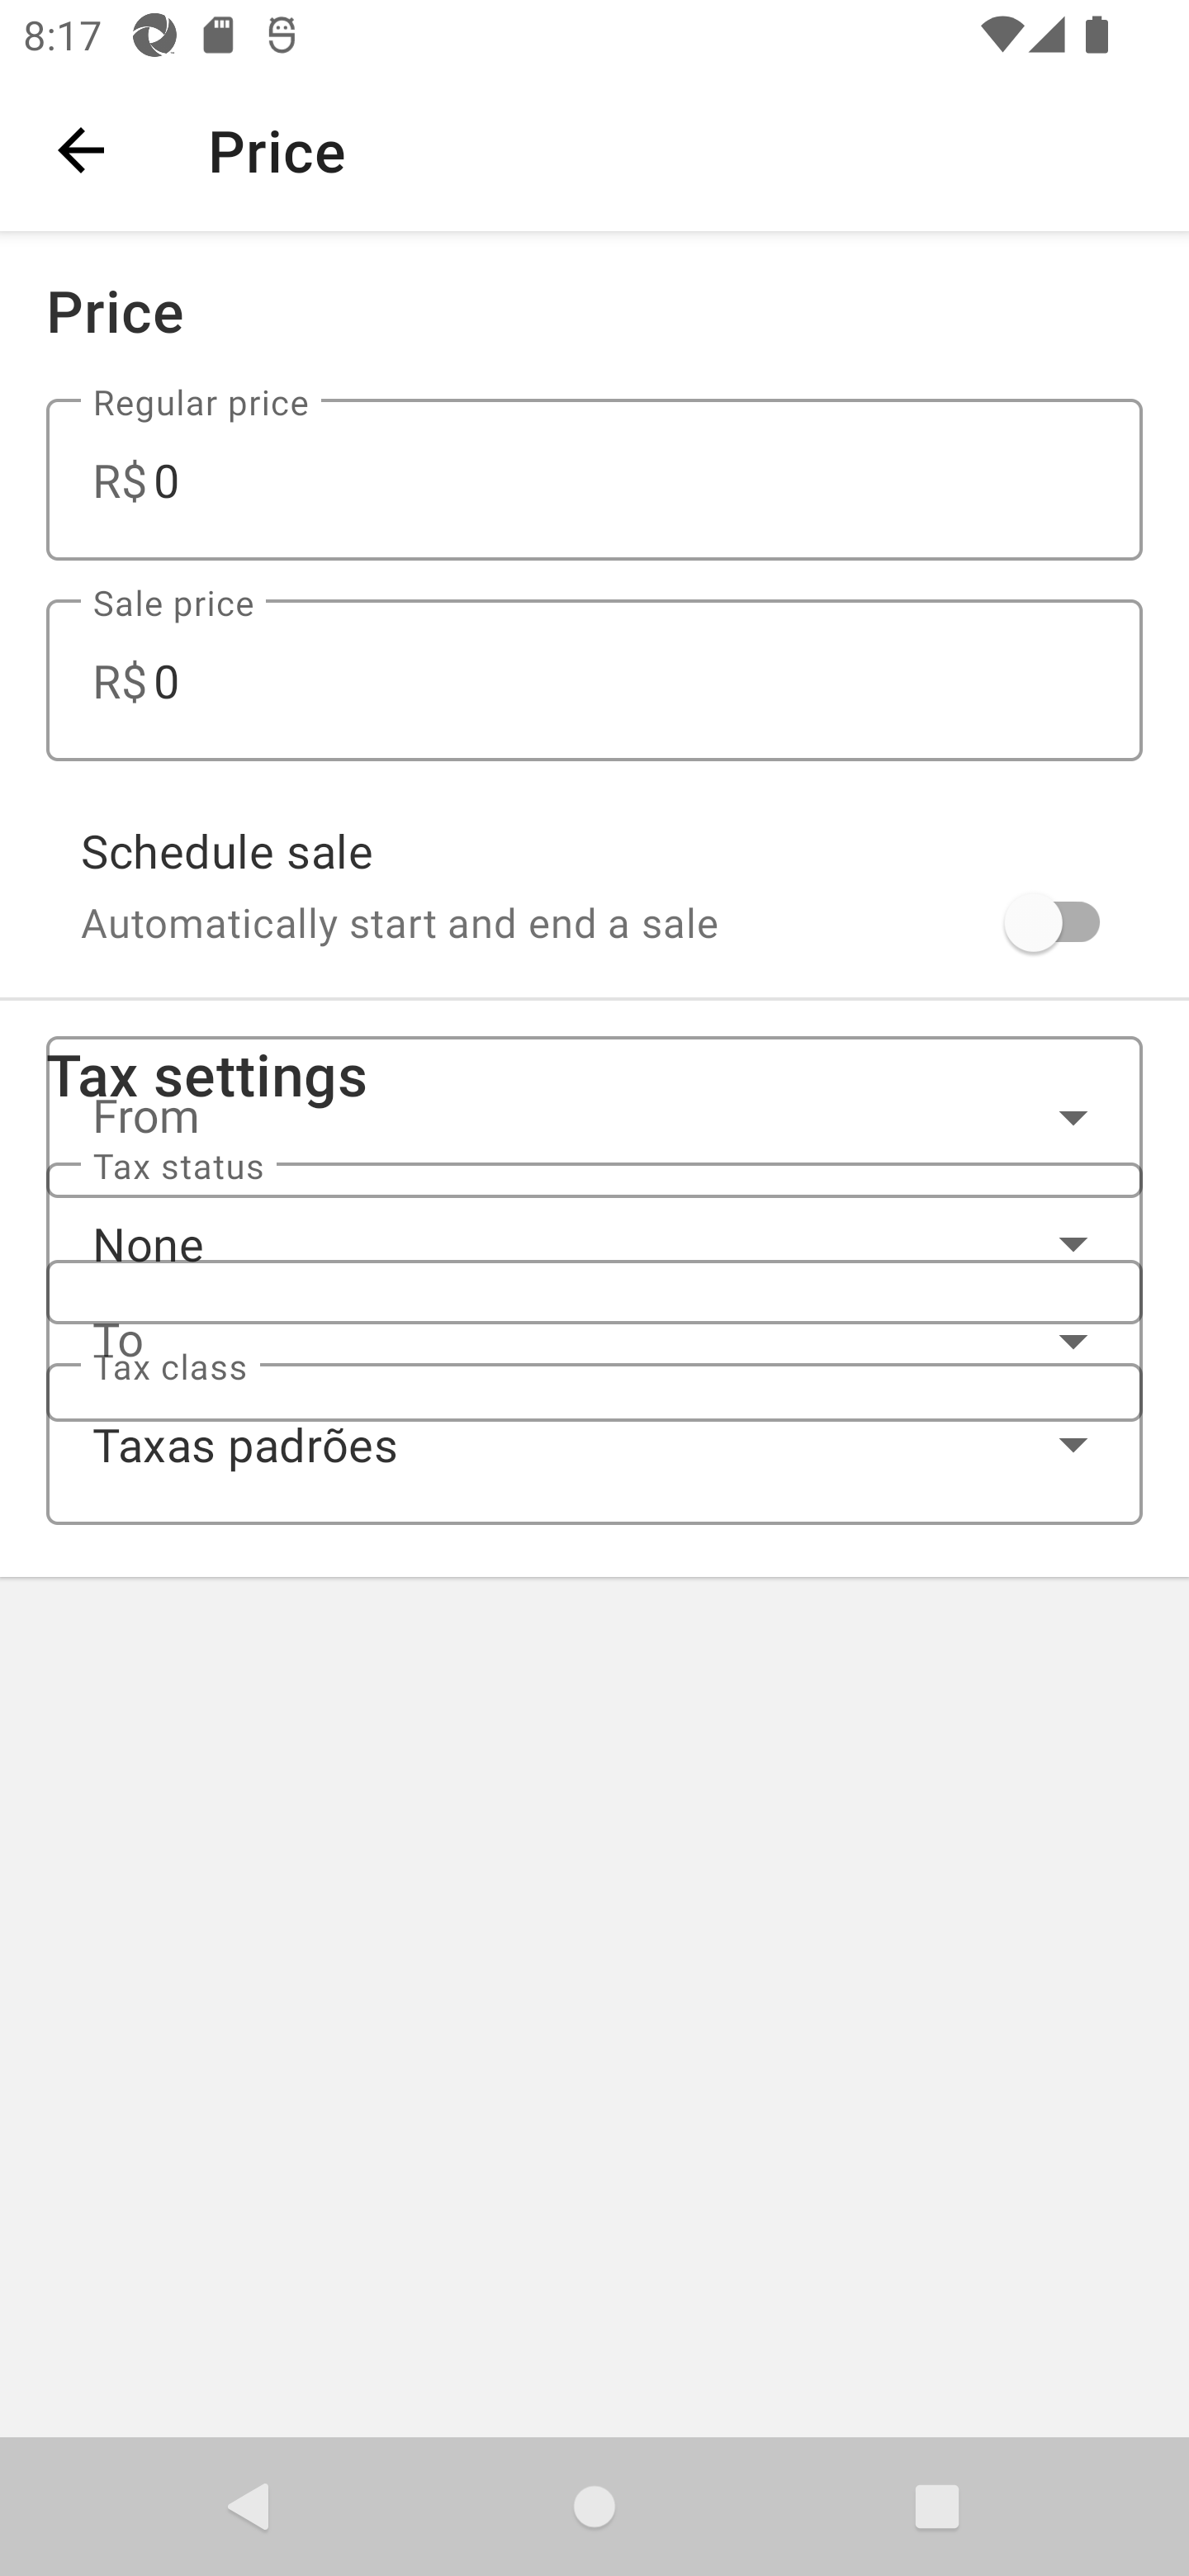 8:17
Price
Price
Regular price
R$ 0
Sale price
R$ 0
Schedule sale
Automatically start and end a sale
Tax settings
From
Tax status
None
To
Tax class
Taxas padrões